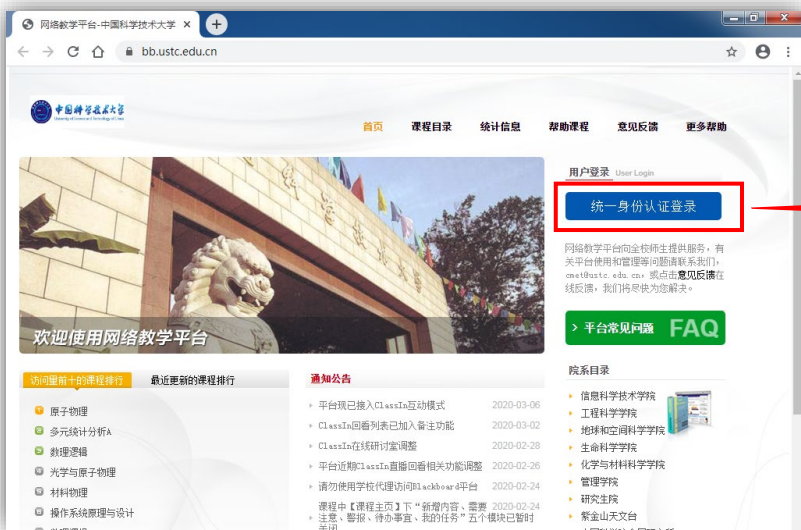 网络教学平台-中国科学技术大学
bb.ustc.edu.cn
中国科学技术大学
University of Science and Technology of China
首页 课程目录 统计信息 帮助课程 意见反馈 更多帮助
用户登录 User Login
统一身份认证登录
网络教学平台向全校师生提供服务，有
关平台使用和管理等问题请联系我们，
cmet@ustc.edu.cn，或点击意见反馈在
线反馈，我们将尽快为您解决。
欢迎使用网络教学平台
> 平台常见问题 FAQ
院系目录
信息科学技术学院
工程科学学院
地球和空间科学学院
生命科学学院
化学与材料科学学院
管理学院
研究生院
紫金山天文台
访问量前十的课程排行 最近更新的课程排行
原子物理
多元统计分析A
数理逻辑
光学与原子物理
材料物理
操作系统原理与设计
通知公告
平台现已接入ClassIn互动模式 2020-03-06
ClassIn回看列表已加入备注功能 2020-03-02
ClassIn在线研讨室调整 2020-02-28
平台近期ClassIn直播回看相关功能调整 2020-02-26
请勿使用学校代理访问Blackboard平台 2020-02-24
课程中【课程主页】下“新增内容、需要 2020-02-24
注意、警报、待办事宜、我的任务”五个模块已暂时
关闭